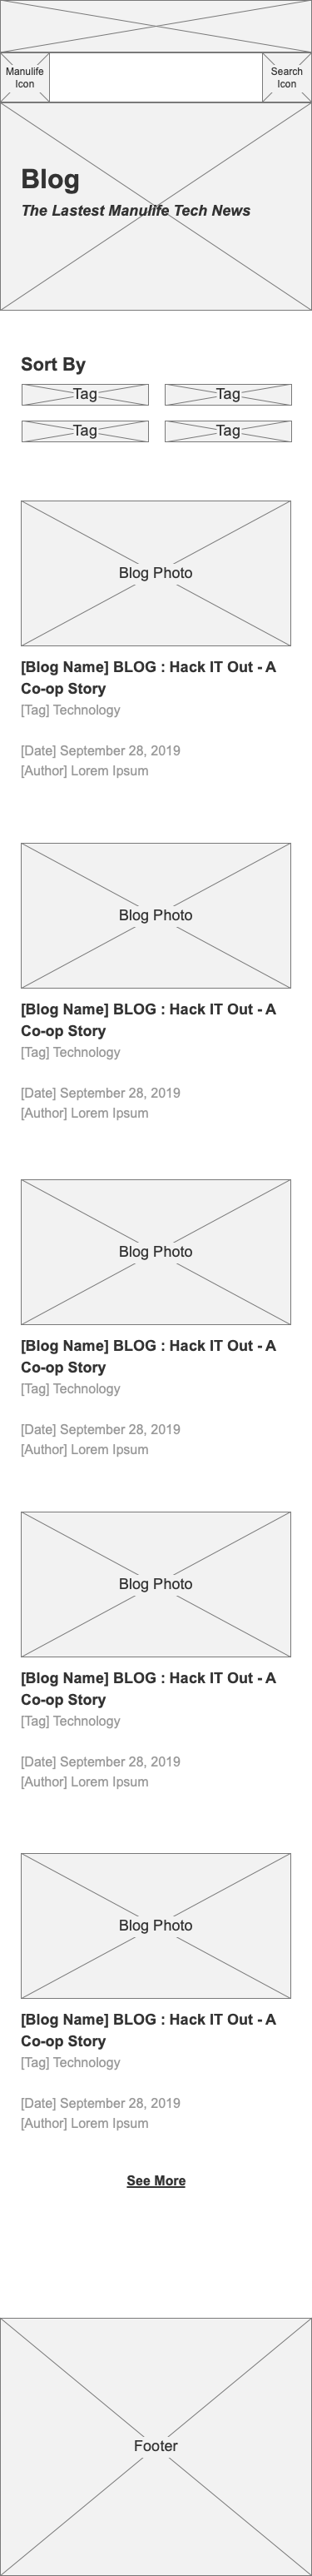 Manulife
Icon
Search
Icon
Blog
The Lastest Manulife Tech News
Sort By
Tag
Tag
Tag
Tag
Blog Photo
[Blog Name] BLOG : Hack IT Out - A
Co-op Story
[Tag] Technology
[Date] September 28, 2019
[Author] Lorem Ipsum
Blog Photo
[Blog Name] BLOG : Hack IT Out - A
Co-op Story
[Tag] Technology
[Date] September 28, 2019
[Author] Lorem Ipsum
Blog Photo
[Blog Name] BLOG : Hack IT Out - A
Co-op Story
[Tag] Technology
[Date] September 28, 2019
[Author] Lorem Ipsum
Blog Photo
[Blog Name] BLOG : Hack IT Out - A
Co-op Story
[Tag] Technology
[Date] September 28, 2019
[Author] Lorem Ipsum
Blog Photo
[Blog Name] BLOG : Hack IT Out - A
Co-op Story
[Tag] Technology
[Date] September 28, 2019
[Author] Lorem Ipsum
See More
Footer